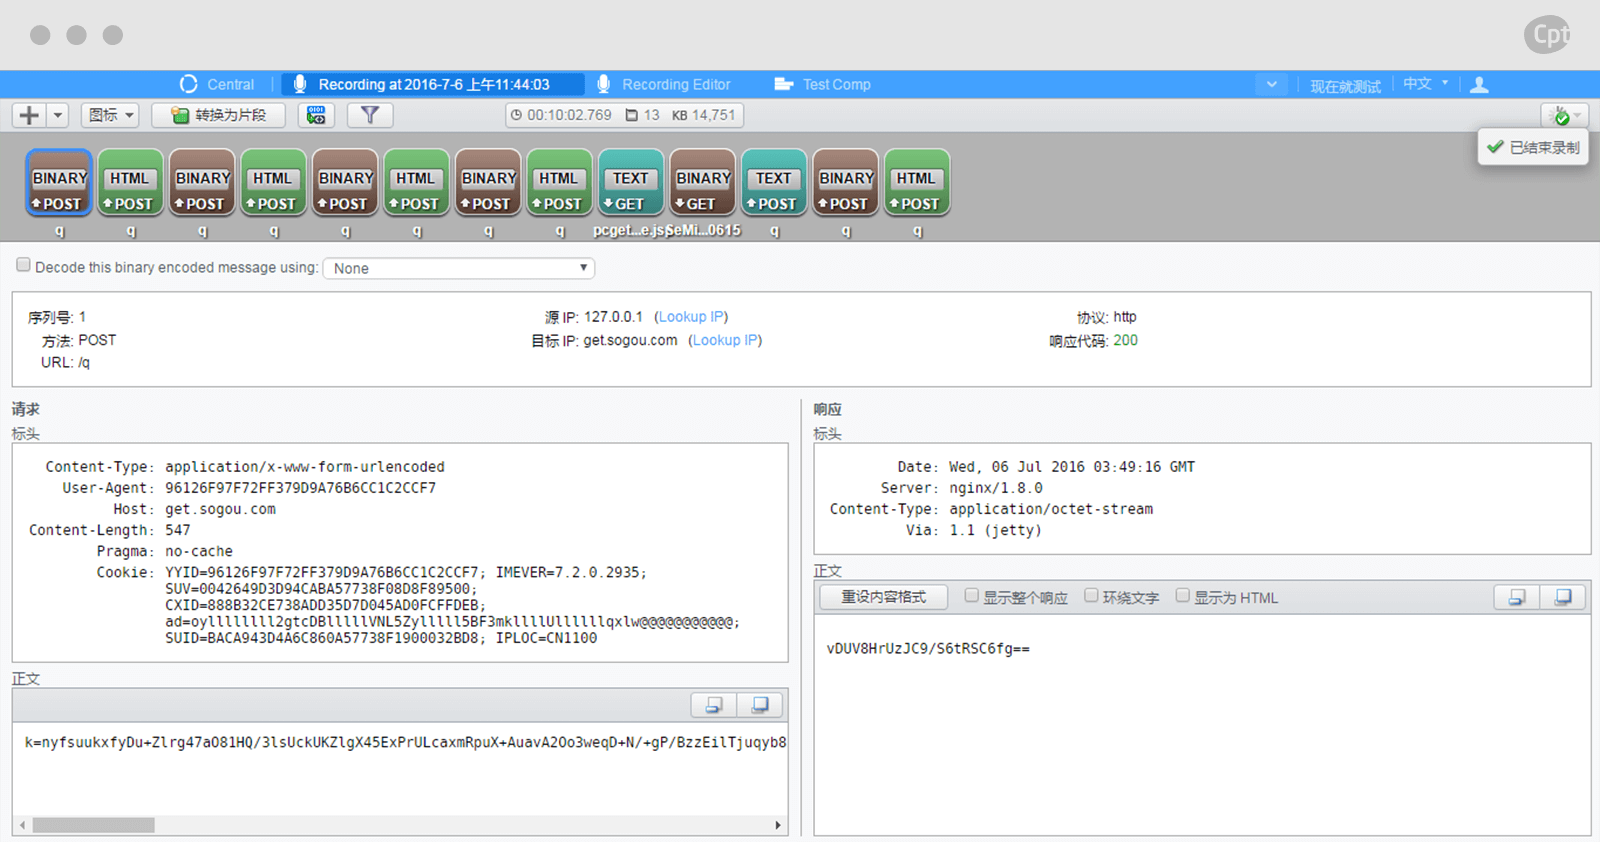 Cpt
Central
Recording at 2016-7-6 上午11:44:03
Recording Editor
Test Comp
现在就测试
中文
图标
转换为片段
00:10:02.769
13
KB 14,751
已结束录制
BINARY HTML BINARY HTML BINARY HTML BINARY HTML TEXT BINARY TEXT BINARY HTML
POST POST POST POST POST POST POST POST GET GET POST POST POST
q q q q q q q q pcget...e.js SeMi...0615 q q q
Decode this binary encoded message using: None
序列号: 1
源 IP: 127.0.0.1 (Lookup IP)
协议: http
方法: POST
目标 IP: get.sogou.com (Lookup IP)
响应代码: 200
URL: /q
请求
标头
Content-Type: application/x-www-form-urlencoded
User-Agent: 96126F97F72FF379D9A76B6CC1C2CCF7
Host: get.sogou.com
Content-Length: 547
Pragma: no-cache
Cookie: YYID=96126F97F72FF379D9A76B6CC1C2CCF7; IMEVER=7.2.0.2935;
SUV=0042649D3D94CABA57738F08D8F89500;
CXID=888B32CE738ADD35D7D045AD0FCFFDEB;
ad=oyllllllll2gtcDBlllllVNL5Zylllll5BF3mkllllUllllllqxlw@@@@@@@@@@@;
SUID=BACA943D4A6C860A57738F1900032BD8; IPLOC=CN1100
正文
k=nyfsuukxfyDu+Zlrg47aO81HQ/3lsUckUKZlgX45ExPrULcaxmRpuX+AuavA2Oo3weqD+N/+gP/BzzEilTjuqyb8
响应
标头
Date: Wed, 06 Jul 2016 03:49:16 GMT
Server: nginx/1.8.0
Content-Type: application/octet-stream
Via: 1.1 (jetty)
正文
重设内容格式
显示整个响应
环绕文字
显示为 HTML
vDUV8HrUzJC9/S6tRSC6fg==